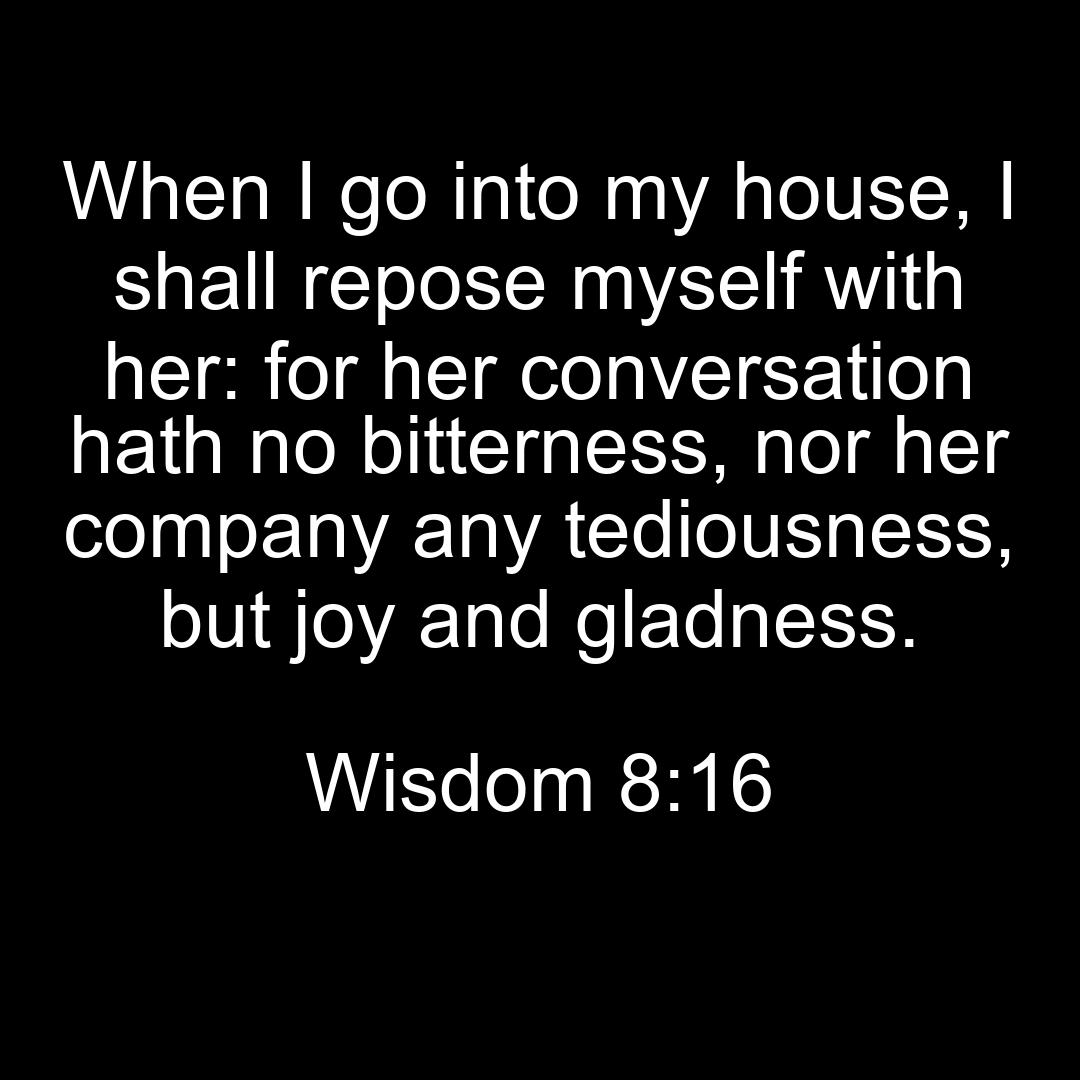 When I go into my house, I
shall repose myself with
her: for her conversation
hath no bitterness, nor her
company any tediousness,
but joy and gladness.
Wisdom 8:16